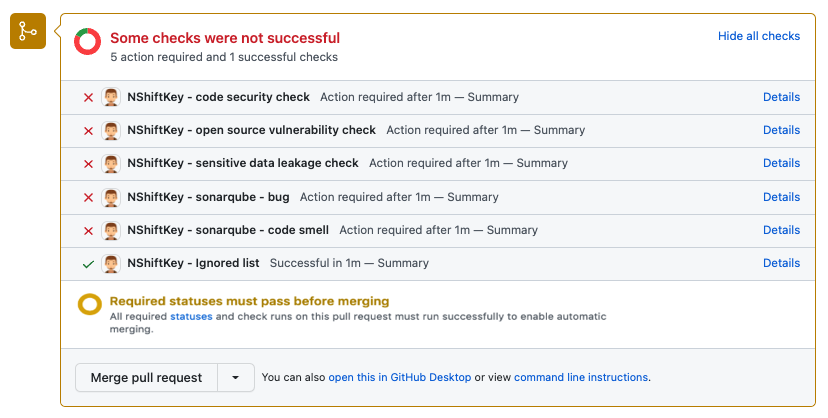 Some checks were not successful
Hide all checks
5 action required and 1 successful checks
NShiftKey - code security check Action required after 1m — Summary Details
NShiftKey - open source vulnerability check Action required after 1m — Summary Details
NShiftKey - sensitive data leakage check Action required after 1m — Summary Details
NShiftKey - sonarqube - bug Action required after 1m — Summary Details
NShiftKey - sonarqube - code smell Action required after 1m — Summary Details
NShiftKey - Ignored list Successful in 1m — Summary Details
Required statuses must pass before merging
All required statuses and check runs on this pull request must run successfully to enable automatic
merging.
Merge pull request You can also open this in GitHub Desktop or view command line instructions.